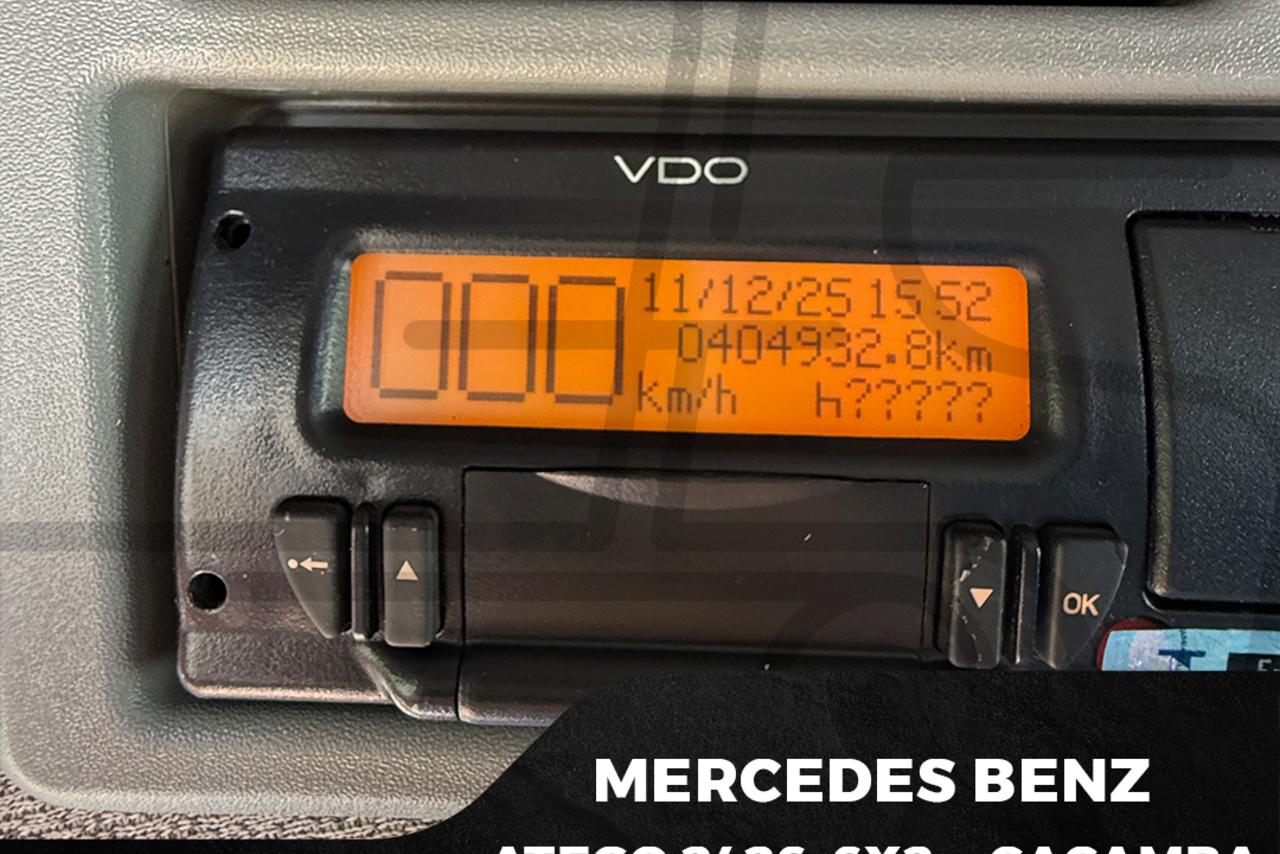 VDO
000
11/12/25 15 52
0404932.8km
km/h h?????
OK
MERCEDES BENZ